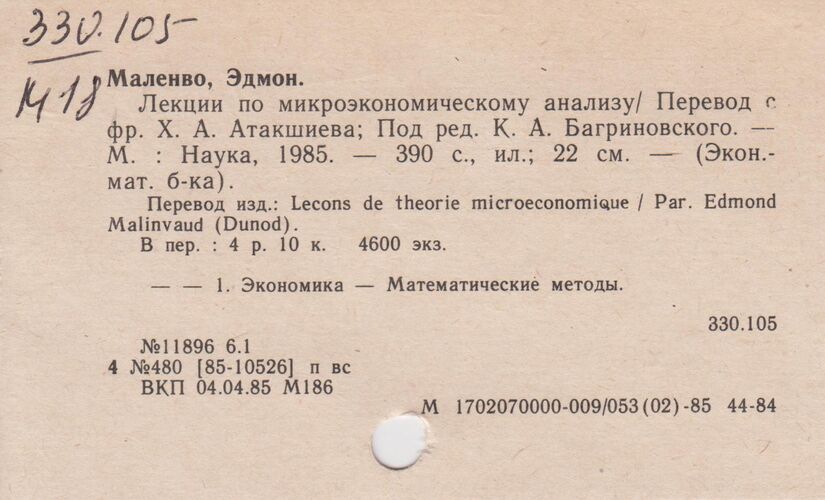 330.105
М 18
Маленво, Эдмон.
Лекции по микроэкономическому анализу/ Перевод с
фр. Х. А. Атакшиева; Под ред. К. А. Багриновского. —
М. : Наука, 1985. — 390 с., ил.; 22 см. — (Экон.-
мат. б-ка).
Перевод изд.: Lecons de theorie microeconomique / Par. Edmond
Malinvaud (Dunod).
В пер. : 4 р. 10 к. 4600 экз.
— — 1. Экономика — Математические методы.
330.105
№11896 6.1
4 №480 [85-10526] п вс
ВКП 04.04.85 М186
М 1702070000-009/053(02)-85 44-84